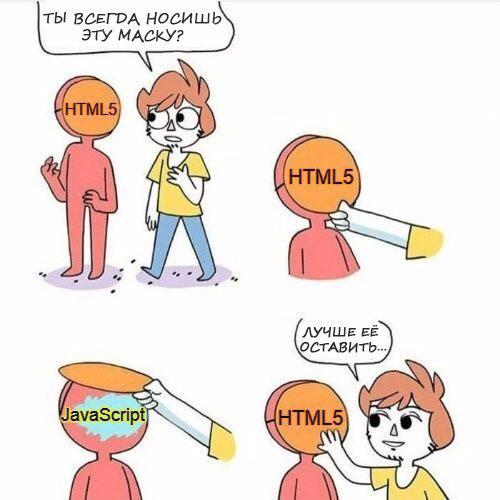 ТЫ ВСЕГДА НОСИШЬ
ЭТУ МАСКУ?
HTML5
HTML5
JavaScript
ЛУЧШЕ ЕЁ
ОСТАВИТЬ...
HTML5